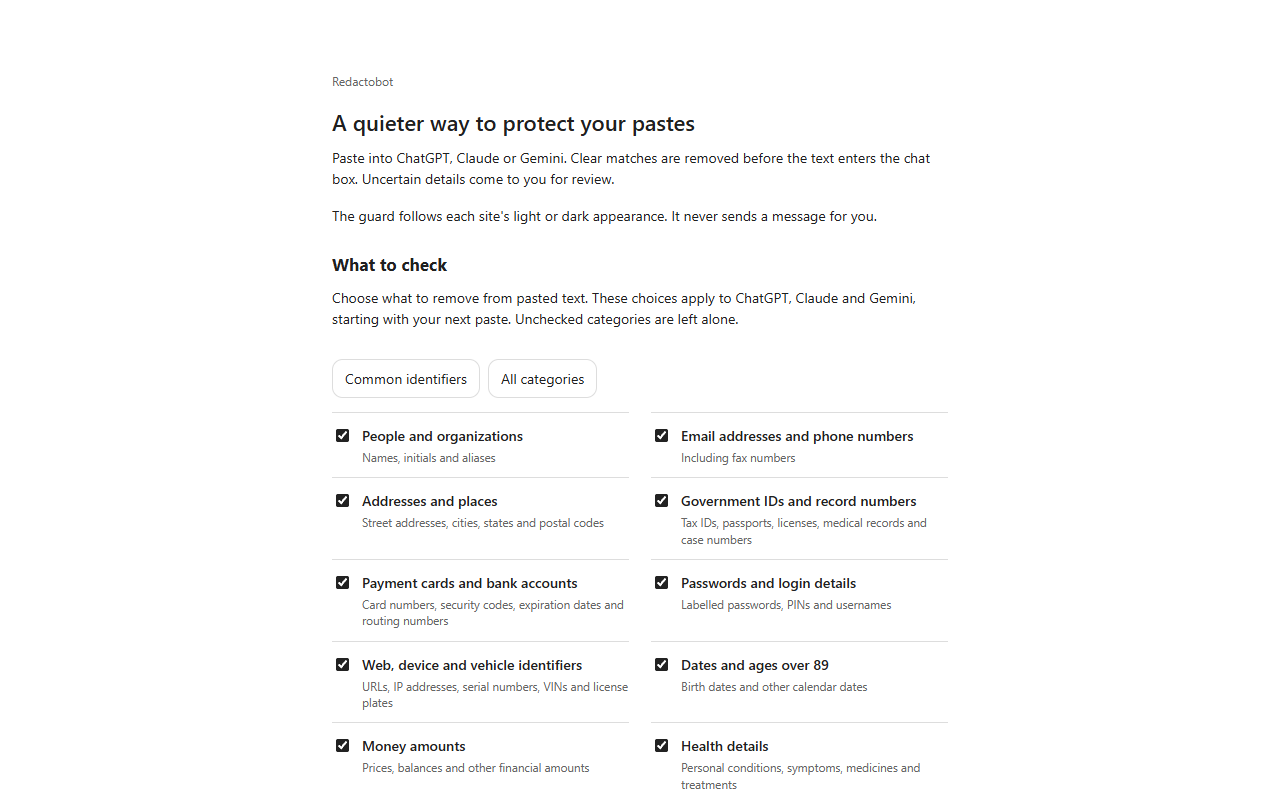 Redactobot
A quieter way to protect your pastes
Paste into ChatGPT, Claude or Gemini. Clear matches are removed before the text enters the chat
box. Uncertain details come to you for review.
The guard follows each site's light or dark appearance. It never sends a message for you.
What to check
Choose what to remove from pasted text. These choices apply to ChatGPT, Claude and Gemini,
starting with your next paste. Unchecked categories are left alone.
Common identifiers
All categories
People and organizations
Names, initials and aliases
Email addresses and phone numbers
Including fax numbers
Addresses and places
Street addresses, cities, states and postal codes
Government IDs and record numbers
Tax IDs, passports, licenses, medical records and
case numbers
Payment cards and bank accounts
Card numbers, security codes, expiration dates and
routing numbers
Passwords and login details
Labelled passwords, PINs and usernames
Web, device and vehicle identifiers
URLs, IP addresses, serial numbers, VINs and license
plates
Dates and ages over 89
Birth dates and other calendar dates
Money amounts
Prices, balances and other financial amounts
Health details
Personal conditions, symptoms, medicines and
treatments